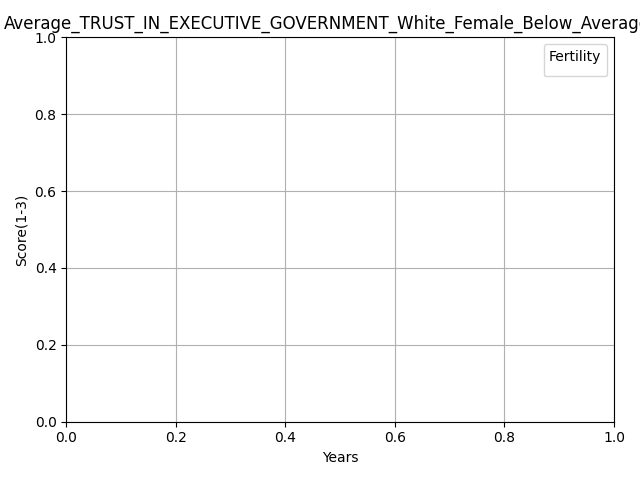 Average_TRUST_IN_EXECUTIVE_GOVERNMENT_White_Female_Below_Average
Fertility
1.0
0.8
0.6
0.4
0.2
0.0
Score(1-3)
0.0 0.2 0.4 0.6 0.8 1.0
Years